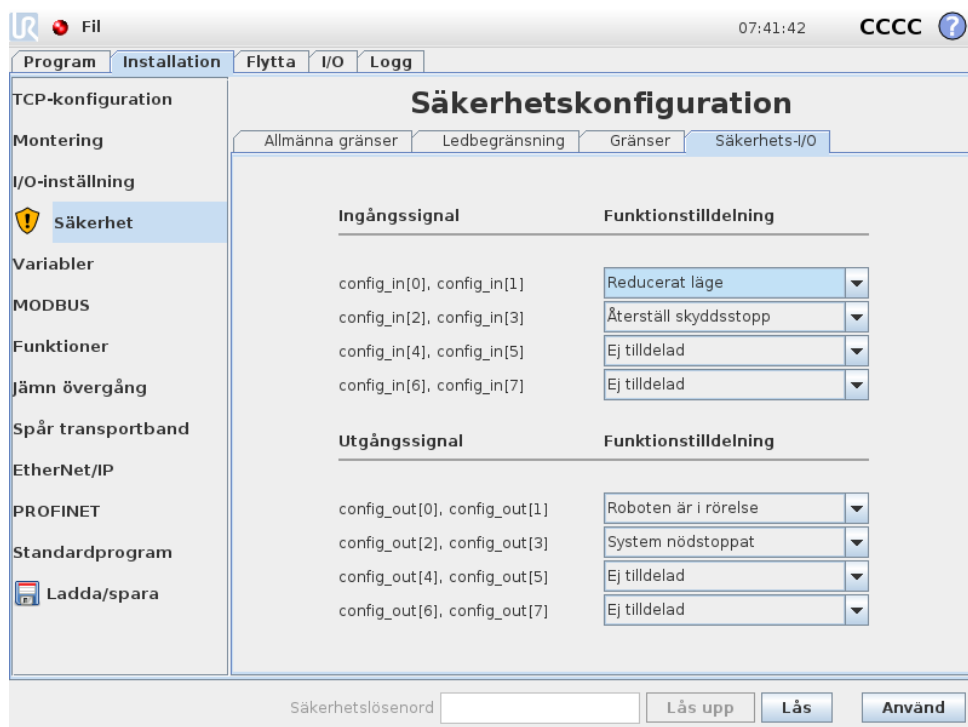 UR Fil 07:41:42 CCCC ?
Program Installation Flytta I/O Logg
TCP-konfiguration
Montering
I/O-inställning
Säkerhet
Variabler
MODBUS
Funktioner
Jämn övergång
Spår transportband
EtherNet/IP
PROFINET
Standardprogram
Ladda/spara
Säkerhetskonfiguration
Allmänna gränser Ledbegränsning Gränser Säkerhets-I/O
Ingångssignal Funktionstilldelning
config_in[0], config_in[1] Reducerat läge
config_in[2], config_in[3] Återställ skyddsstopp
config_in[4], config_in[5] Ej tilldelad
config_in[6], config_in[7] Ej tilldelad
Utgångssignal Funktionstilldelning
config_out[0], config_out[1] Roboten är i rörelse
config_out[2], config_out[3] System nödstoppat
config_out[4], config_out[5] Ej tilldelad
config_out[6], config_out[7] Ej tilldelad
Säkerhetslösenord Lås upp Lås Använd